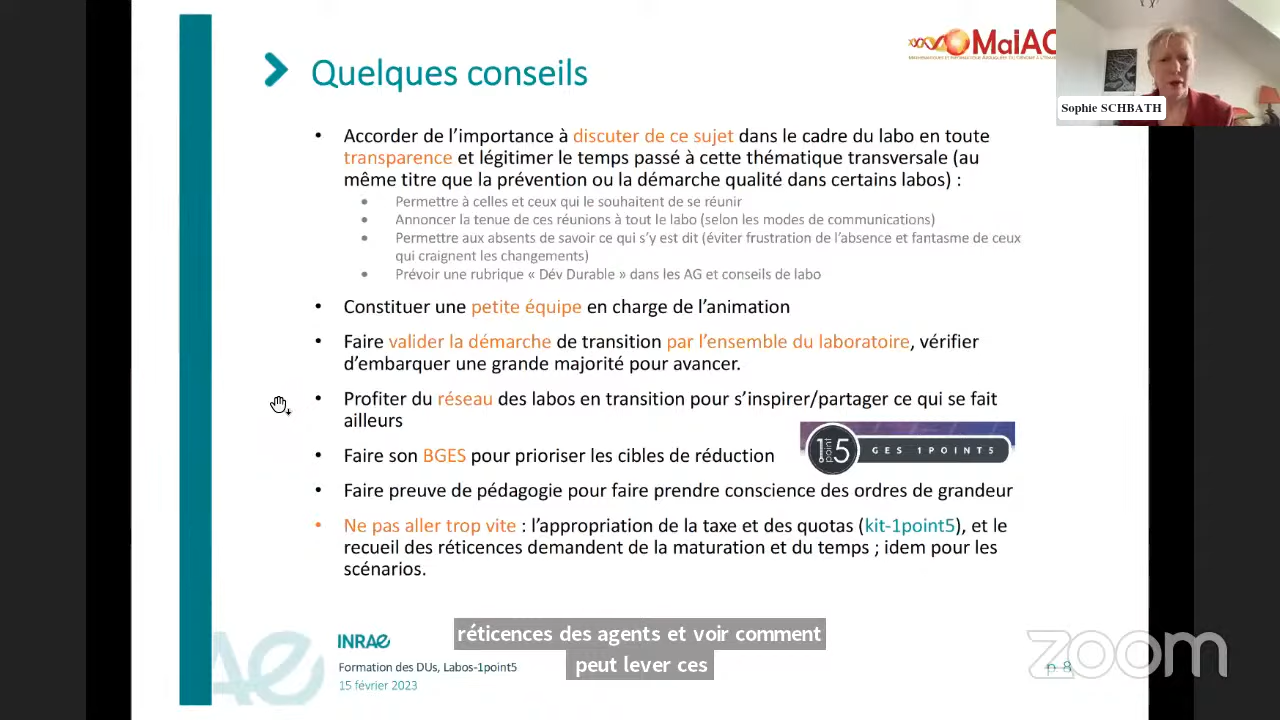 MaiAG
Quelques conseils
Sophie SCHBATH
• Accorder de l'importance à discuter de ce sujet dans le cadre du labo en toute
transparence et légitimer le temps passé à cette thématique transversale (au
même titre que la prévention ou la démarche qualité dans certains labos) :
• Permettre à celles et ceux qui le souhaitent de se réunir
• Annoncer la tenue de ces réunions à tout le labo (selon les modes de communications)
• Permettre aux absents de savoir ce qui s'y est dit (éviter frustration de l'absence et fantasme de ceux
qui craignent les changements)
• Prévoir une rubrique « Dév Durable » dans les AG et conseils de labo
• Constituer une petite équipe en charge de l'animation
• Faire valider la démarche de transition par l'ensemble du laboratoire, vérifier
d'embarquer une grande majorité pour avancer.
• Profiter du réseau des labos en transition pour s'inspirer/partager ce qui se fait
ailleurs
1point5 GES 1POINT5
• Faire son BGES pour prioriser les cibles de réduction
• Faire preuve de pédagogie pour faire prendre conscience des ordres de grandeur
• Ne pas aller trop vite : l'appropriation de la taxe et des quotas (kit-1point5), et le
recueil des réticences demandent de la maturation et du temps ; idem pour les
scénarios.
réticences des agents et voir comment
peut lever ces
INRAE
Formation des DUs, Labos-1point5
15 février 2023
zoom
p.8